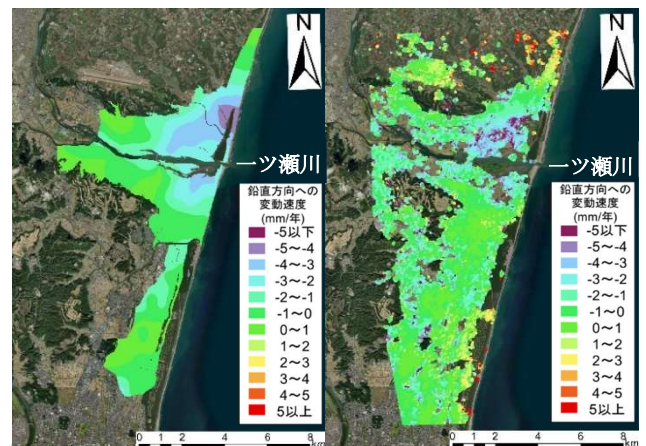 N
一ツ瀬川
鉛直方向への
変動速度
(mm/年)
-5以下
-5～-4
-4～-3
-3～-2
-2～-1
-1～0
0～1
1～2
2～3
3～4
4～5
5以上
0 1 2 4 6 8
km
N
一ツ瀬川
鉛直方向への
変動速度
(mm/年)
-5以下
-5～-4
-4～-3
-3～-2
-2～-1
-1～0
0～1
1～2
2～3
3～4
4～5
5以上
0 1 2 4 6 8
km